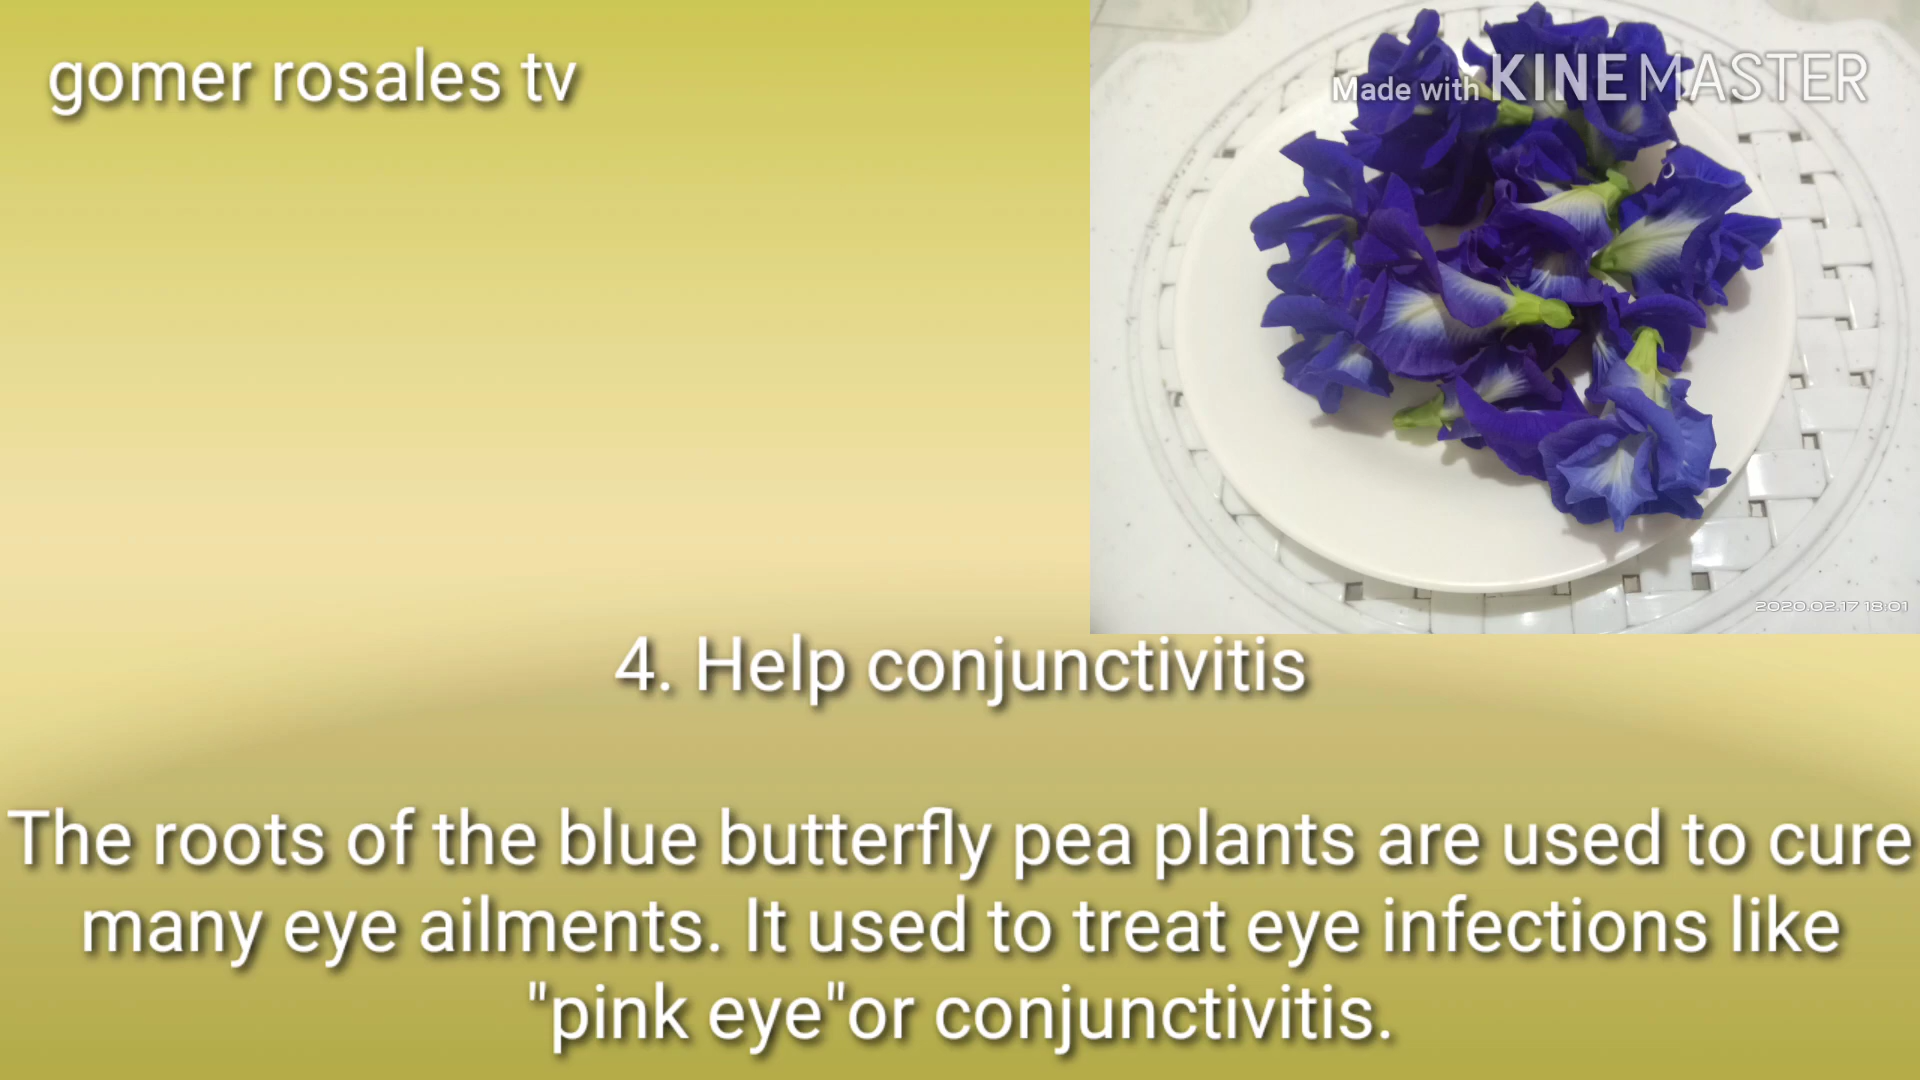 gomer rosales tv
Made with KINEMASTER
2020.02.17 18:01
4. Help conjunctivitis
The roots of the blue butterfly pea plants are used to cure
many eye ailments. It used to treat eye infections like
"pink eye"or conjunctivitis.